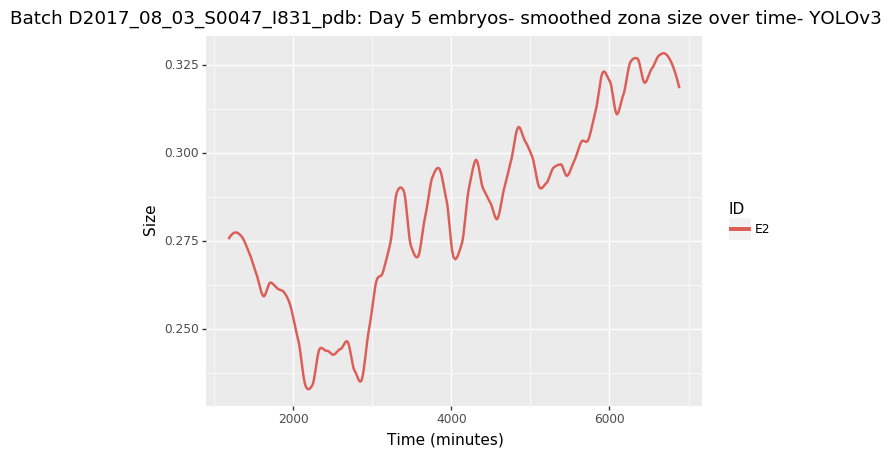 Batch D2017_08_03_S0047_I831_pdb: Day 5 embryos- smoothed zona size over time- YOLOv3
0.325
0.300
0.275
0.250
Size
2000
4000
6000
Time (minutes)
ID
E2